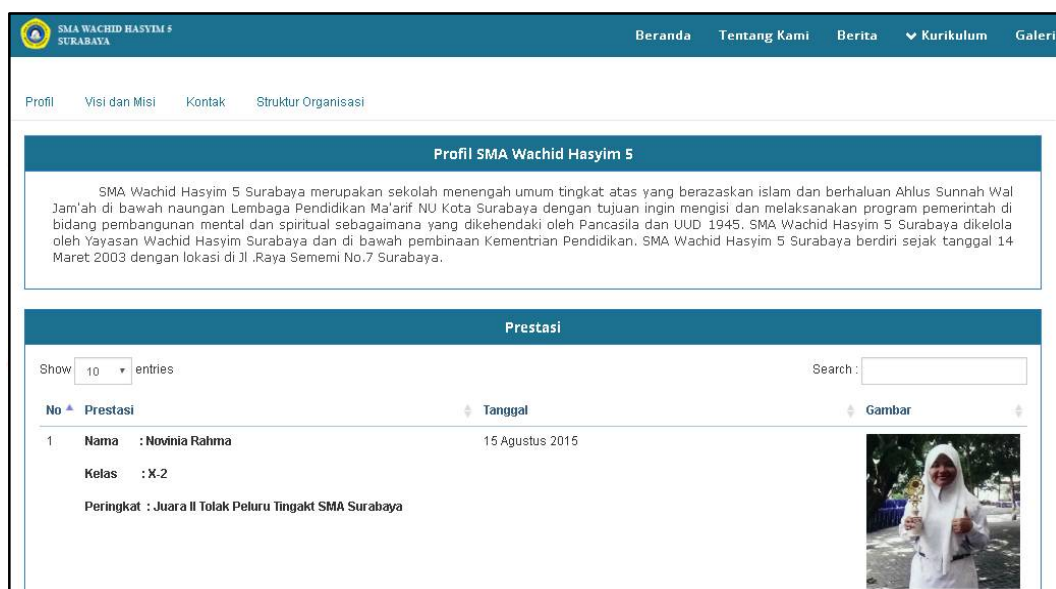 SMA WACHID HASYIM 5
SURABAYA
Beranda Tentang Kami Berita Kurikulum Galeri
Profil Visi dan Misi Kontak Struktur Organisasi
Profil SMA Wachid Hasyim 5
SMA Wachid Hasyim 5 Surabaya merupakan sekolah menengah umum tingkat atas yang berazaskan islam dan berhaluan Ahlus Sunnah Wal
Jam'ah di bawah naungan Lembaga Pendidikan Ma'arif NU Kota Surabaya dengan tujuan ingin mengisi dan melaksanakan program pemerintah di
bidang pembangunan mental dan spiritual sebagaimana yang dikehendaki oleh Pancasila dan UUD 1945. SMA Wachid Hasyim 5 Surabaya dikelola
oleh Yayasan Wachid Hasyim Surabaya dan di bawah pembinaan Kementrian Pendidikan. SMA Wachid Hasyim 5 Surabaya berdiri sejak tanggal 14
Maret 2003 dengan lokasi di Jl .Raya Sememi No.7 Surabaya.
Prestasi
Show 10 entries Search :
No Prestasi Tanggal Gambar
1 Nama : Novinia Rahma 15 Agustus 2015
Kelas : X-2
Peringkat : Juara II Tolak Peluru Tingakt SMA Surabaya